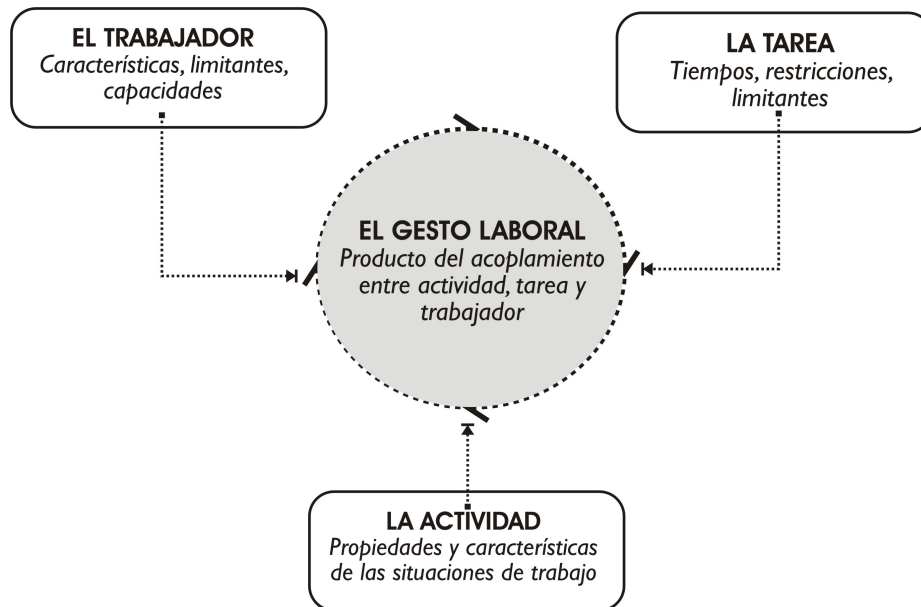 EL TRABAJADOR
Características, limitantes,
capacidades
LA TAREA
Tiempos, restricciones,
limitantes
EL GESTO LABORAL
Producto del acoplamiento
entre actividad, tarea y
trabajador
LA ACTIVIDAD
Propiedades y características
de las situaciones de trabajo